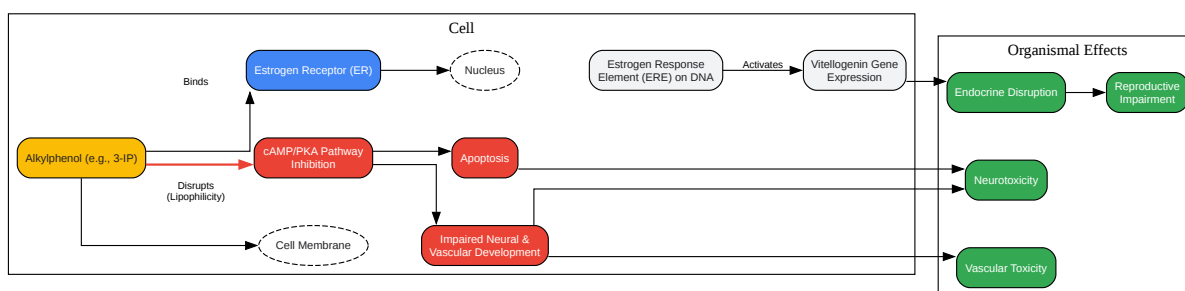 Cell
Organismal Effects
Binds
Estrogen Receptor (ER)
Nucleus
Estrogen Response
Element (ERE) on DNA
Activates
Vitellogenin Gene
Expression
Endocrine Disruption
Reproductive
Impairment
Alkylphenol (e.g., 3-IP)
Disrupts
(Lipophilicity)
cAMP/PKA Pathway
Inhibition
Apoptosis
Neurotoxicity
Cell Membrane
Impaired Neural &
Vascular Development
Vascular Toxicity